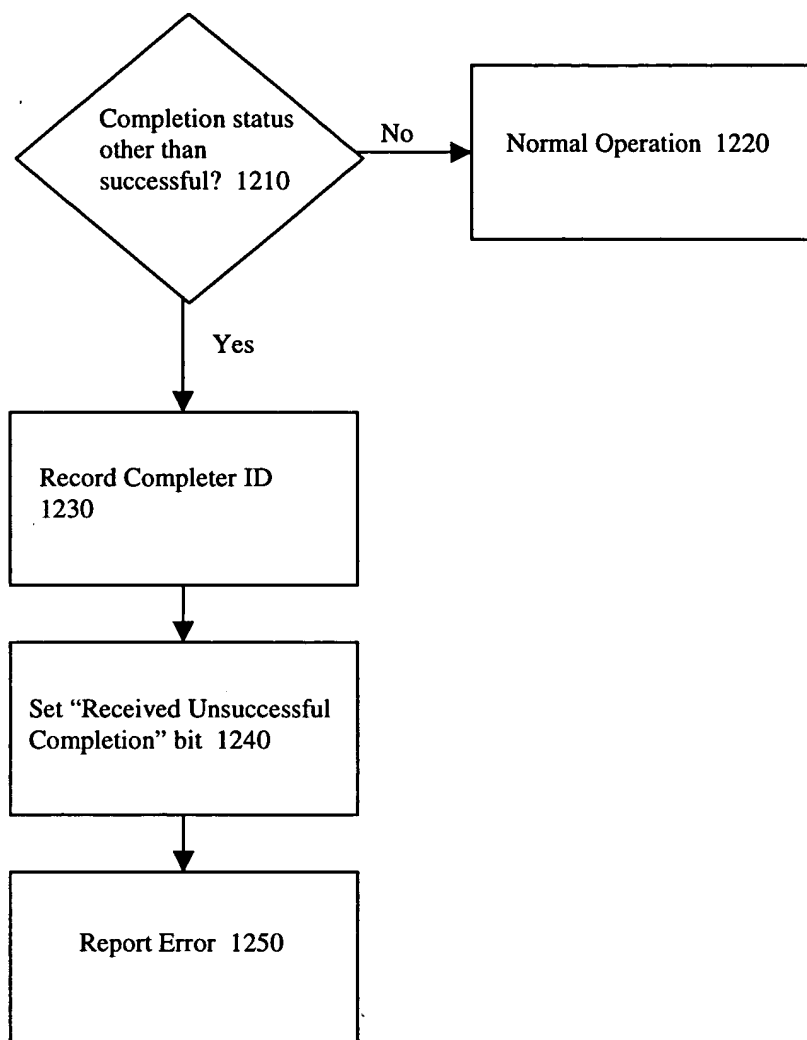 Completion status
other than
successful? 1210
No
Normal Operation 1220
Yes
Record Completer ID
1230
Set “Received Unsuccessful
Completion” bit 1240
Report Error 1250